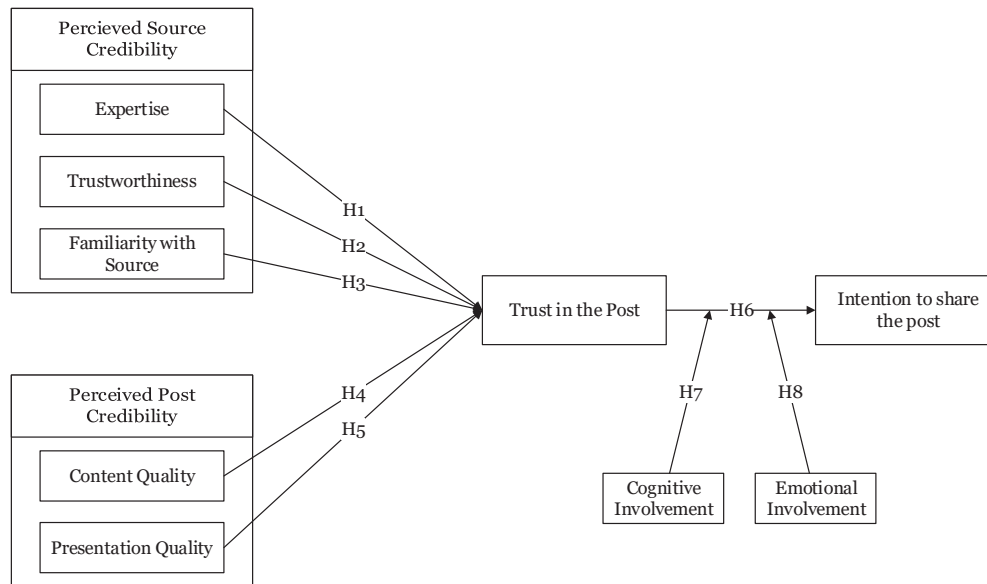 Percieved Source
Credibility
Expertise
Trustworthiness
Familiarity with
Source
H1
H2
H3
Trust in the Post
H6
Intention to share
the post
Perceived Post
Credibility
Content Quality
Presentation Quality
H4
H5
H7
H8
Cognitive
Involvement
Emotional
Involvement